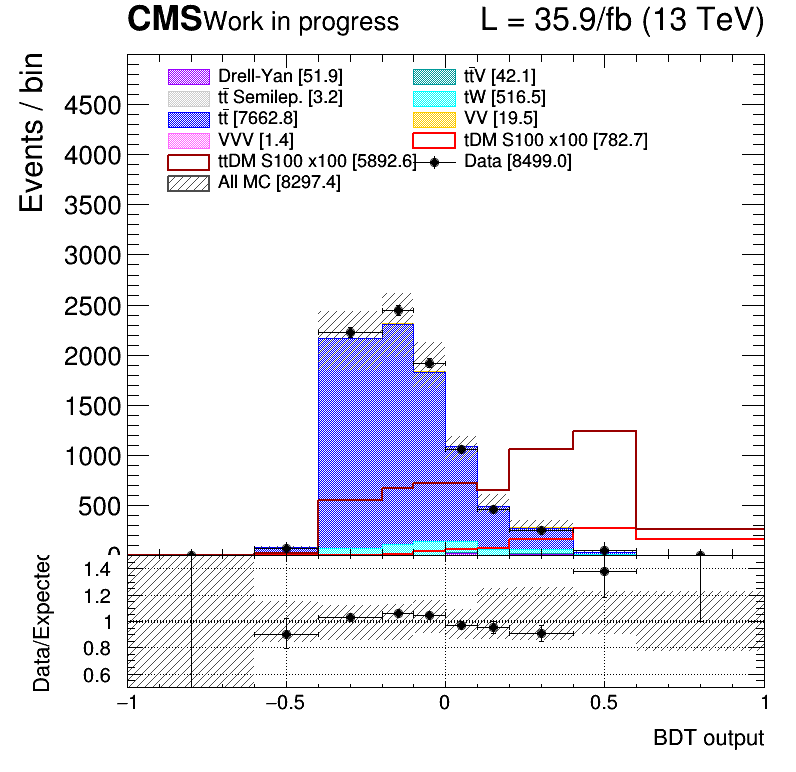 CMS Work in progress L = 35.9/fb (13 TeV)
Events / bin
Drell-Yan [51.9]
tt̄ Semilep. [3.2]
tt̄ [7662.8]
VVV [1.4]
ttDM S100 x100 [5892.6]
All MC [8297.4]
tt̄V [42.1]
tW [516.5]
VV [19.5]
tDM S100 x100 [782.7]
Data [8499.0]
4500
4000
3500
3000
2500
2000
1500
1000
500
0
Data/Expected
1.4
1.2
1
0.8
0.6
−1 −0.5 0 0.5 1
BDT output